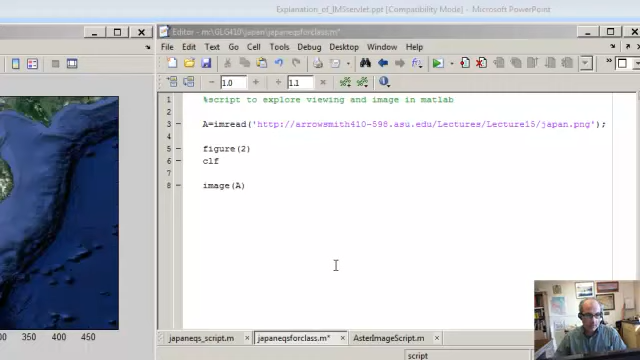 Explanation_of_IMServlet.ppt [Compatibility Mode] - Microsoft PowerPoint
Editor - m:\GLG410\japan\japaneqsforclass.m*
File Edit Text Go Cell Tools Debug Desktop Window Help
1.0
1.1
1 %script to explore viewing and image in matlab
2
3 A=imread('http://arrowsmith410-598.asu.edu/Lectures/Lecture15/japan.png');
4
5 figure(2)
6 clf
7
8 image(A)
300 350 400 450
japaneqs_script.m japaneqsforclass.m* AsterImageScript.m
script